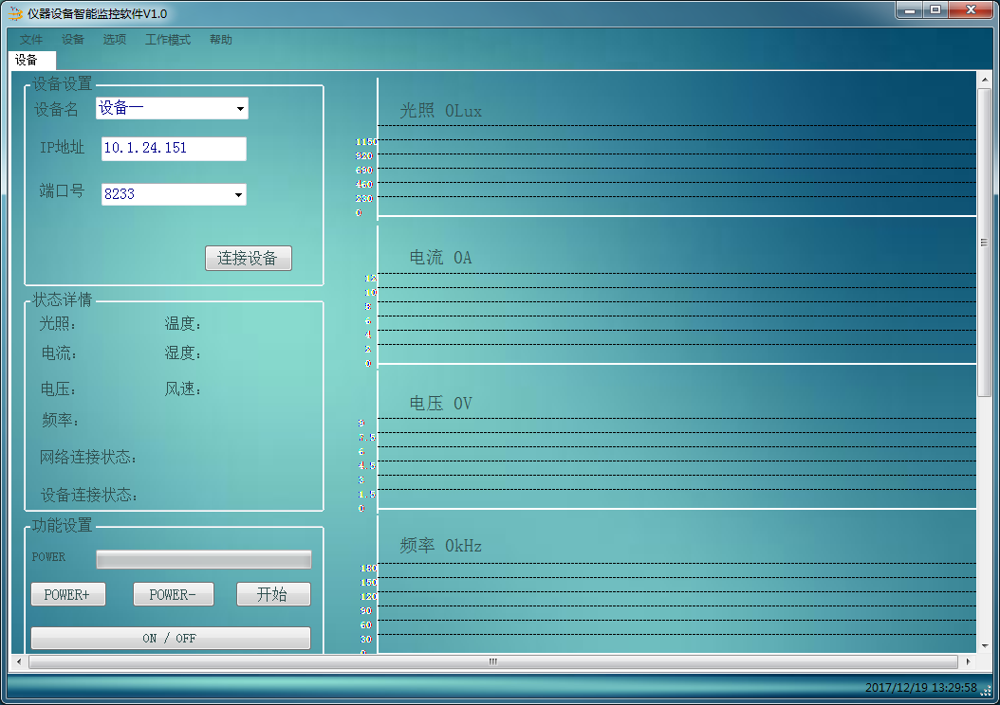 仪器设备智能监控软件V1.0
文件 设备 选项 工作模式 帮助
设备
设备设置
设备名 设备一
IP地址 10.1.24.151
端口号 8233
连接设备
状态详情
光照: 温度:
电流: 湿度:
电压: 风速:
频率:
网络连接状态:
设备连接状态:
功能设置
POWER
POWER+ POWER- 开始
ON / OFF
光照 0Lux
1150
920
690
460
230
0
电流 0A
12
10
8
6
4
2
0
电压 0V
9
7.5
6
4.5
3
1.5
0
频率 0kHz
180
150
120
90
60
30
0
2017/12/19 13:29:58